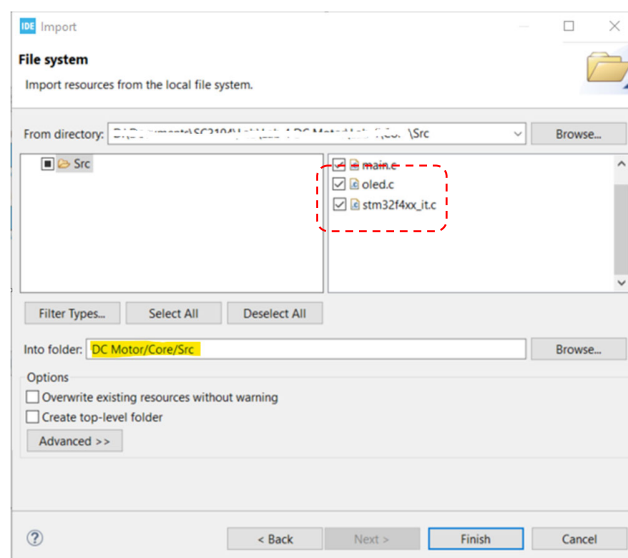 IDE Import
File system
Import resources from the local file system.
From directory: \Src
Browse...
Src
main.c
oled.c
stm32f4xx_it.c
Filter Types...
Select All
Deselect All
Into folder: DC Motor/Core/Src
Browse...
Options
Overwrite existing resources without warning
Create top-level folder
Advanced >>
?
< Back
Next >
Finish
Cancel